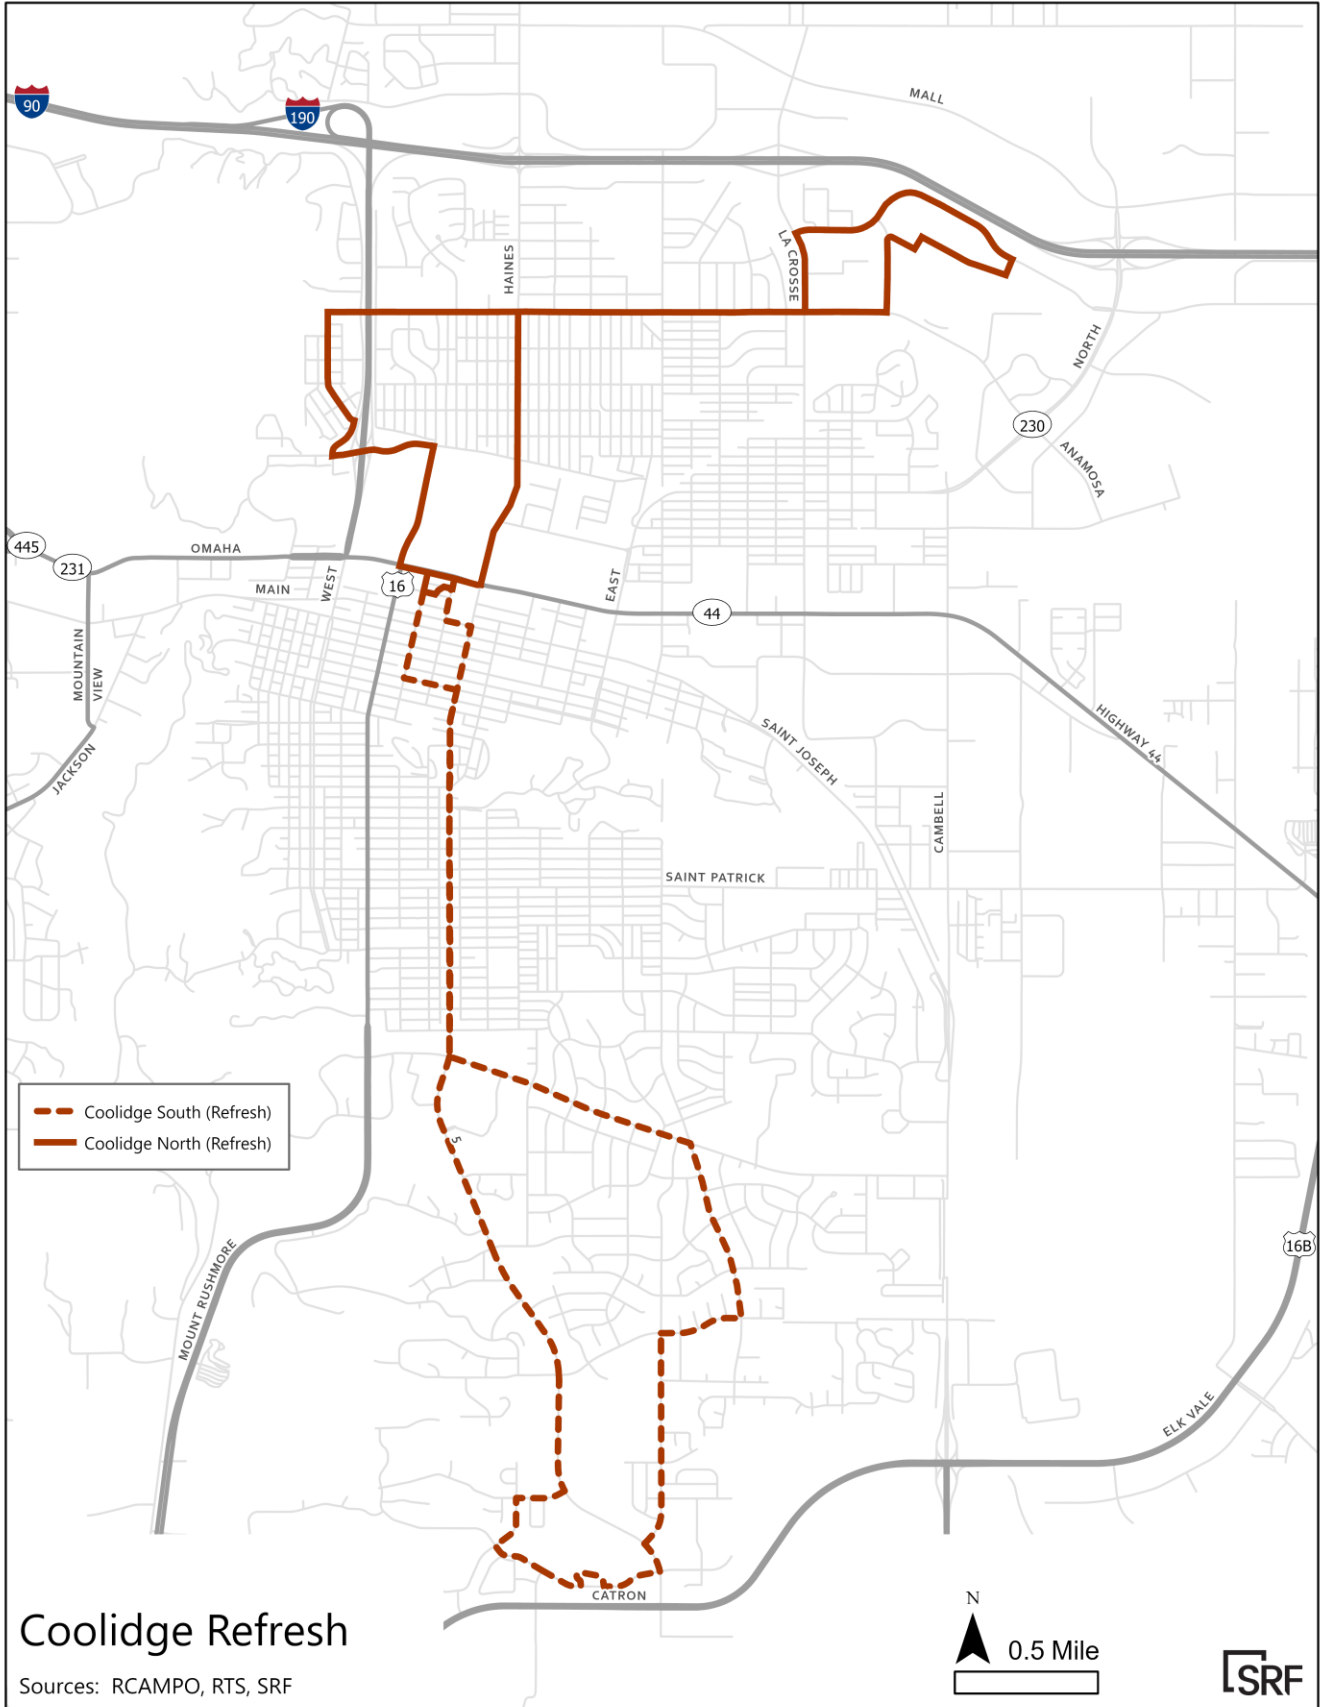 90
190
MALL
LA CROSSE
HAINES
NORTH
230
ANAMOSA
445
231
OMAHA
MAIN
WEST
16
EAST
44
MOUNTAIN
VIEW
JACKSON
SAINT JOSEPH
HIGHWAY 44
CAMBELL
SAINT PATRICK
Coolidge South (Refresh)
Coolidge North (Refresh)
5
MOUNT RUSHMORE
16B
ELK VALE
CATRON
Coolidge Refresh
Sources: RCAMPO, RTS, SRF
N
0.5 Mile
SRF